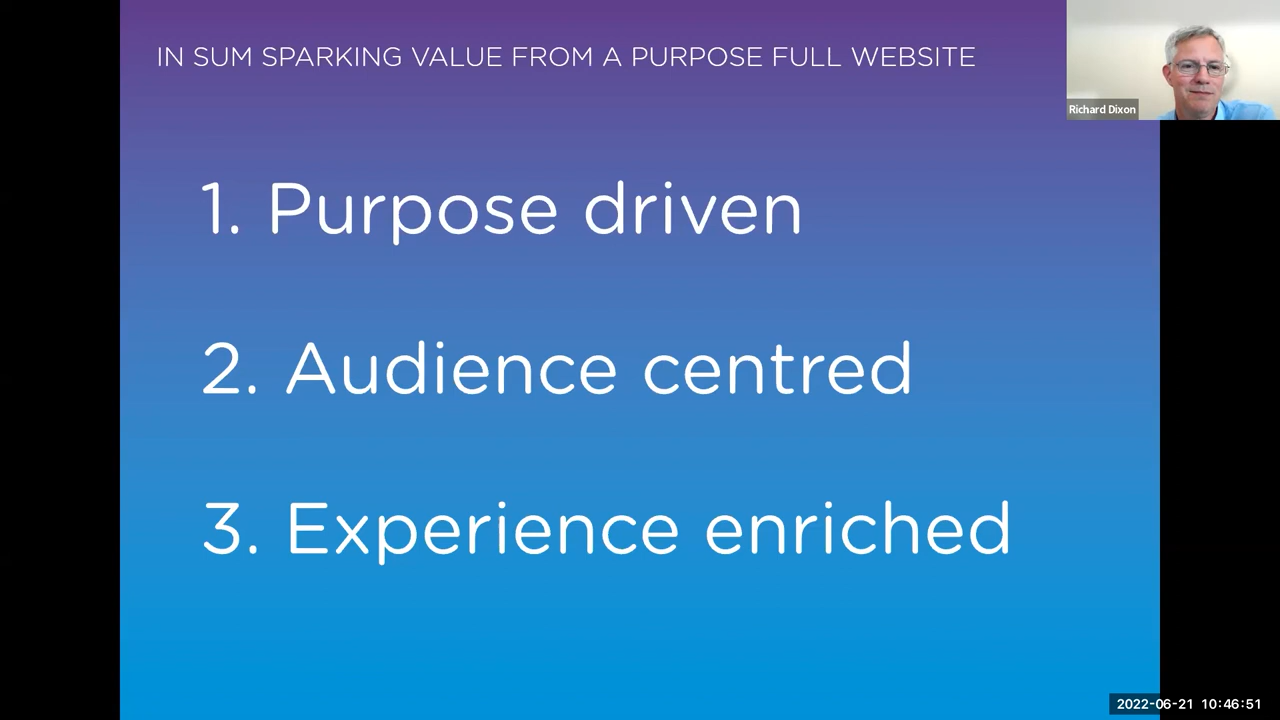 IN SUM SPARKING VALUE FROM A PURPOSE FULL WEBSITE
Richard Dixon
1. Purpose driven
2. Audience centred
3. Experience enriched
2022-06-21 10:46:51